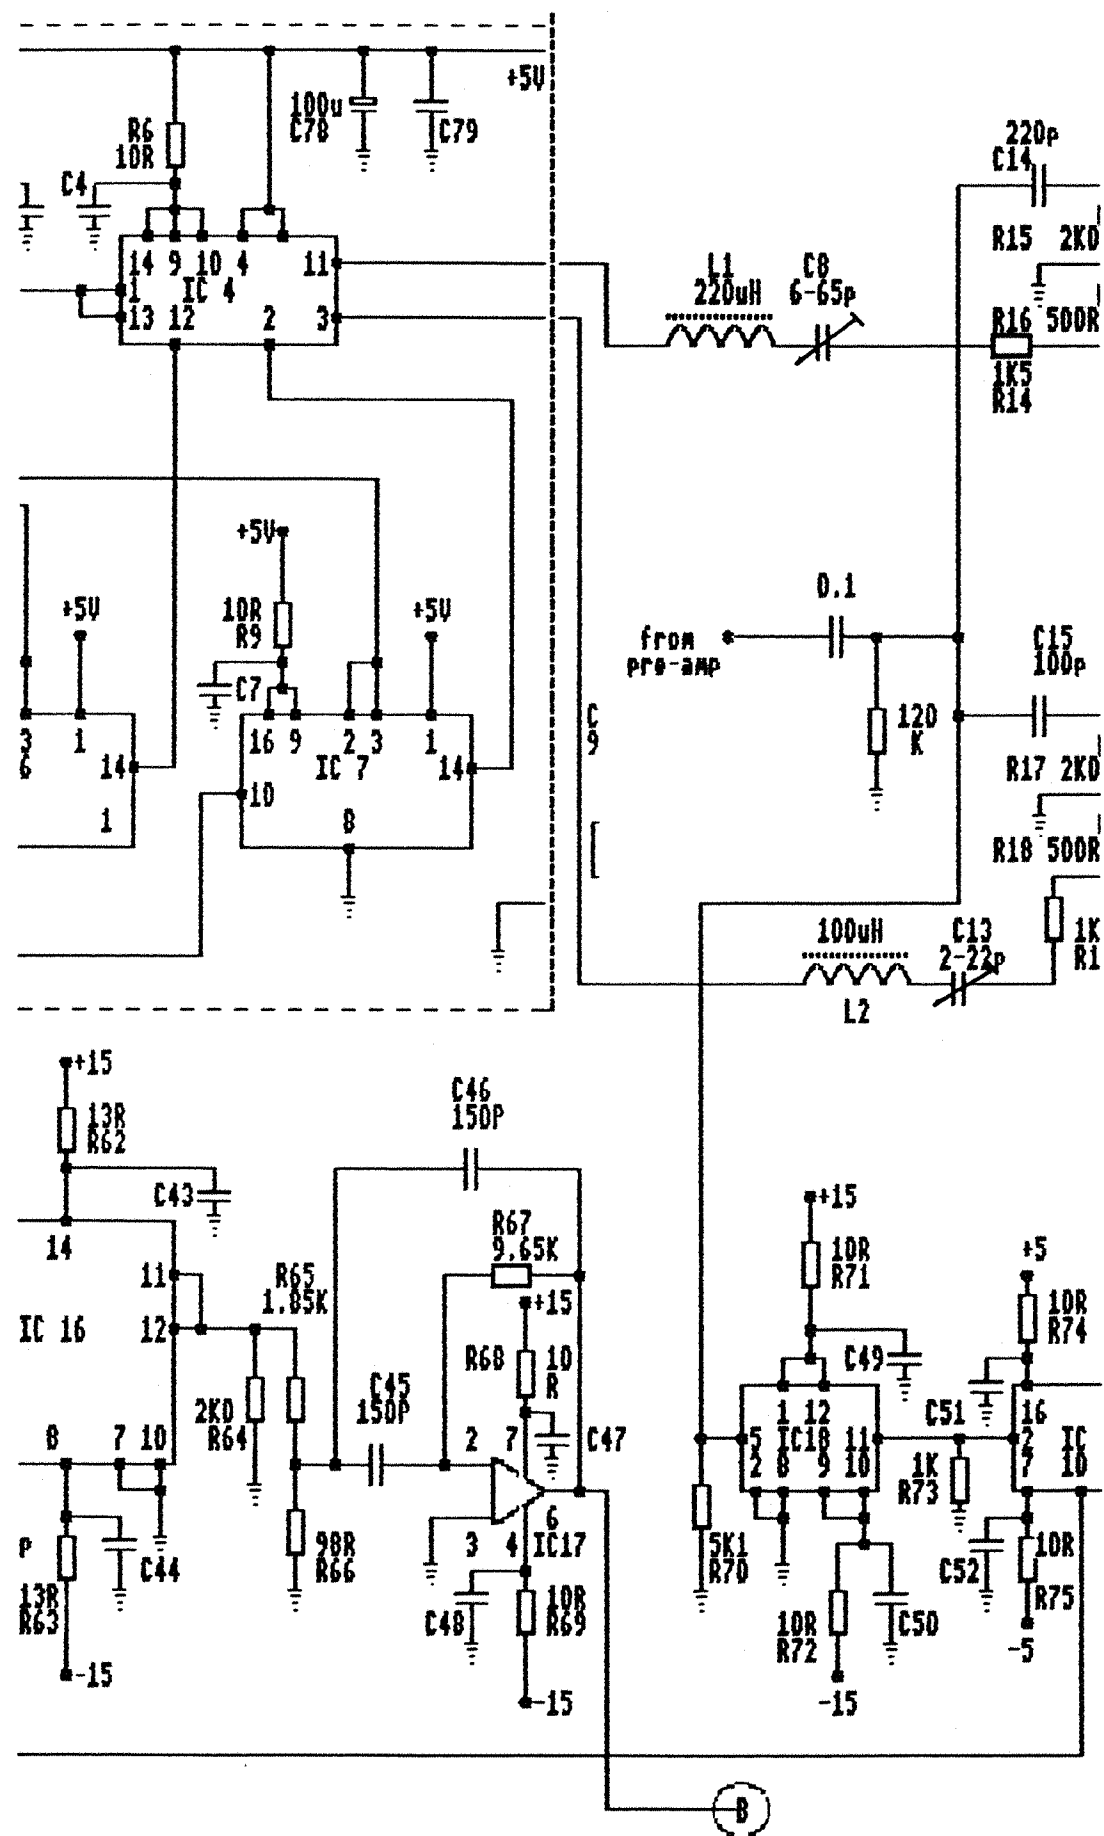 +5V
100u
C78
C79
R6
10R
C4
14 9 10 4 11
1 IC 4
13 12 2 3
220p
C14
R15 2K0
L1
220uH
C8
6-65p
R16 500R
1K5
R14
+5V
10R
R9
+5V
+5V
C7
0.1
from
pre-amp
C15
100p
120
K
C
9
3 1
6 14
1
16 9 2 3 1
IC 7 14
10
8
R17 2K0
R18 500R
100uH
C13
2-22p
1K
R1
L2
+15
13R
R62
C43
C46
150P
R67
9.65K
+15
14
11
R65
1.85K
IC 16 12
R68 10
R
C45
150P
2K0
R64
8 7 10
2 7
C47
3 4
6
IC17
P
C44
98R
R66
13R
R63
C48
10R
R69
-15
-15
+15
10R
R71
+5
10R
R74
C49
C51
1 12
5 IC18 11
2 8 9 10
16
2 IC
7 10
1K
R73
5K1
R70
C52
10R
R75
10R
R72
C50
-5
-15
B